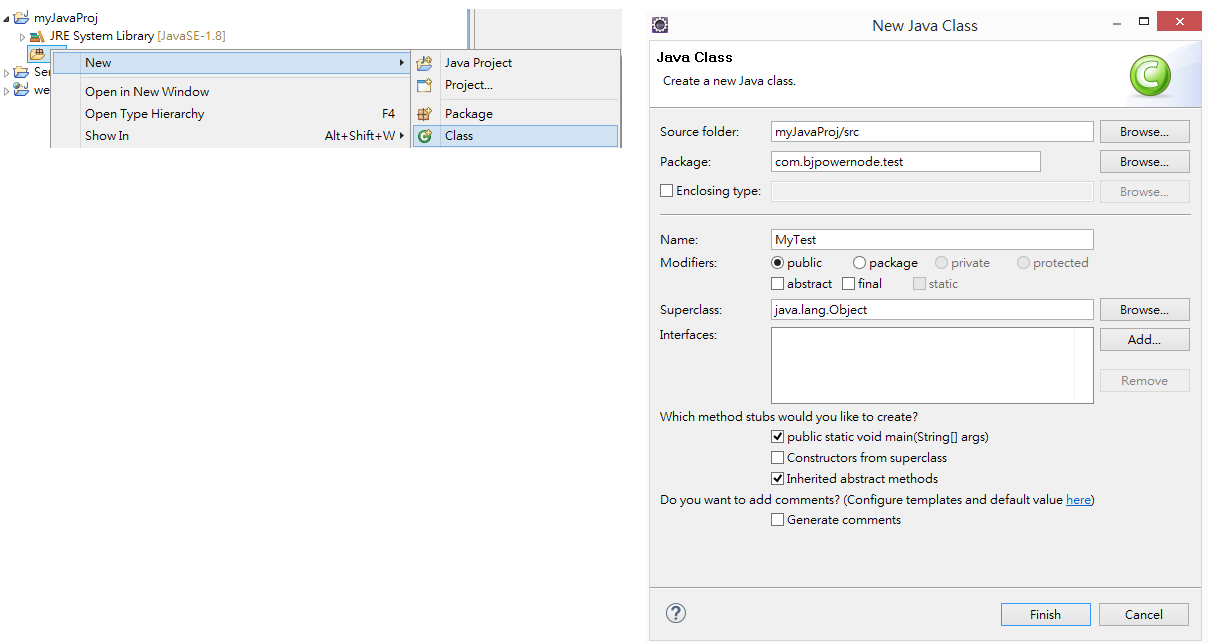 myJavaProj
JRE System Library [JavaSE-1.8]
Ser
we
New
Open in New Window
Open Type Hierarchy F4
Show In Alt+Shift+W
Java Project
Project...
Package
Class
New Java Class
Java Class
Create a new Java class.
Source folder: myJavaProj/src Browse...
Package: com.bjpowernode.test Browse...
Enclosing type: Browse...
Name: MyTest
Modifiers: public package private protected
abstract final static
Superclass: java.lang.Object Browse...
Interfaces: Add...
Remove
Which method stubs would you like to create?
public static void main(String[] args)
Constructors from superclass
Inherited abstract methods
Do you want to add comments? (Configure templates and default value here)
Generate comments
? Finish Cancel